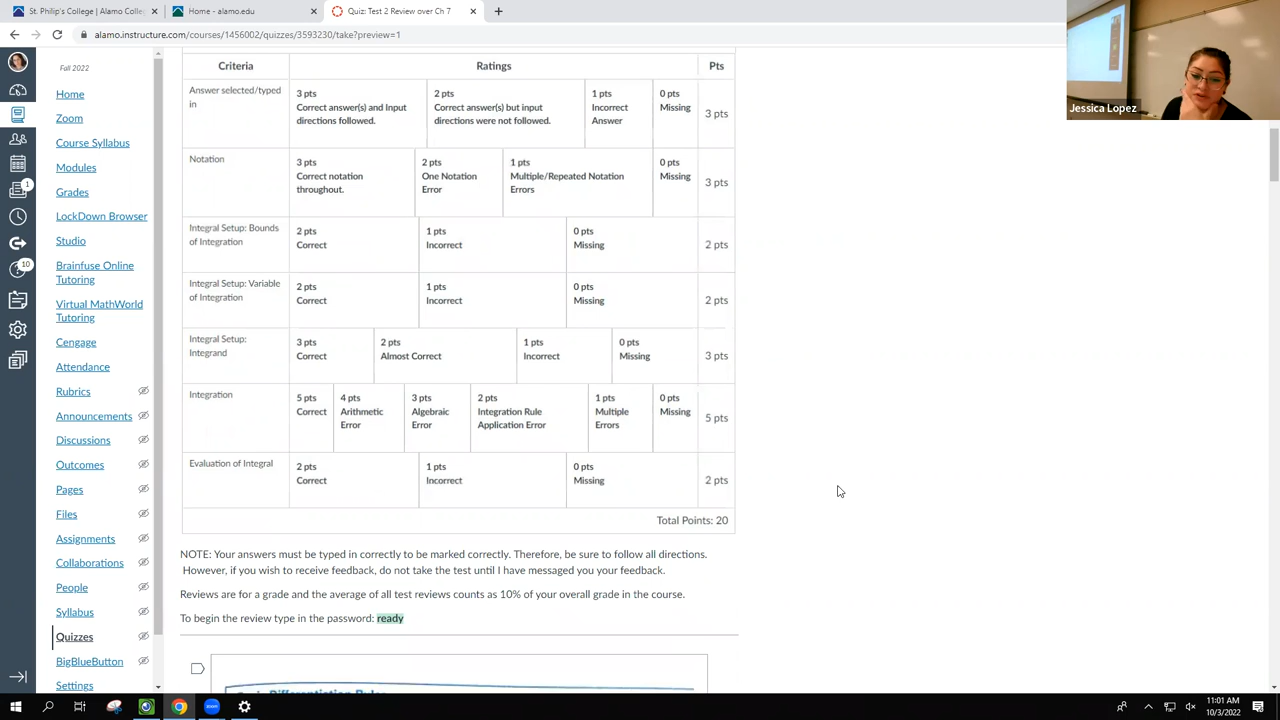 St. Philip's College | Alamo Colle
Home - alamo.edu
Quiz: Test 2 Review over Ch 7
alamo.instructure.com/courses/1456002/quizzes/3593230/take?preview=1
Jessica Lopez
Fall 2022
Home
Zoom
Course Syllabus
Modules
Grades
LockDown Browser
Studio
Brainfuse Online
Tutoring
Virtual MathWorld
Tutoring
Cengage
Attendance
Rubrics
Announcements
Discussions
Outcomes
Pages
Files
Assignments
Collaborations
People
Syllabus
Quizzes
BigBlueButton
Settings
1
10
Criteria Ratings Pts
Answer selected/typed
in
3 pts
Correct answer(s) and Input
directions followed.
2 pts
Correct answer(s) but input
directions were not followed.
1 pts
Incorrect
Answer
0 pts
Missing
3 pts
Notation
3 pts
Correct notation
throughout.
2 pts
One Notation
Error
1 pts
Multiple/Repeated Notation
Errors
0 pts
Missing
3 pts
Integral Setup: Bounds
of Integration
2 pts
Correct
1 pts
Incorrect
0 pts
Missing
2 pts
Integral Setup: Variable
of Integration
2 pts
Correct
1 pts
Incorrect
0 pts
Missing
2 pts
Integral Setup:
Integrand
3 pts
Correct
2 pts
Almost Correct
1 pts
Incorrect
0 pts
Missing
3 pts
Integration
5 pts
Correct
4 pts
Arithmetic
Error
3 pts
Algebraic
Error
2 pts
Integration Rule
Application Error
1 pts
Multiple
Errors
0 pts
Missing
5 pts
Evaluation of Integral
2 pts
Correct
1 pts
Incorrect
0 pts
Missing
2 pts
Total Points: 20
NOTE: Your answers must be typed in correctly to be marked correctly. Therefore, be sure to follow all directions.
However, if you wish to receive feedback, do not take the test until I have messaged you your feedback.
Reviews are for a grade and the average of all test reviews counts as 10% of your overall grade in the course.
To begin the review type in the password: ready
11:01 AM
10/3/2022